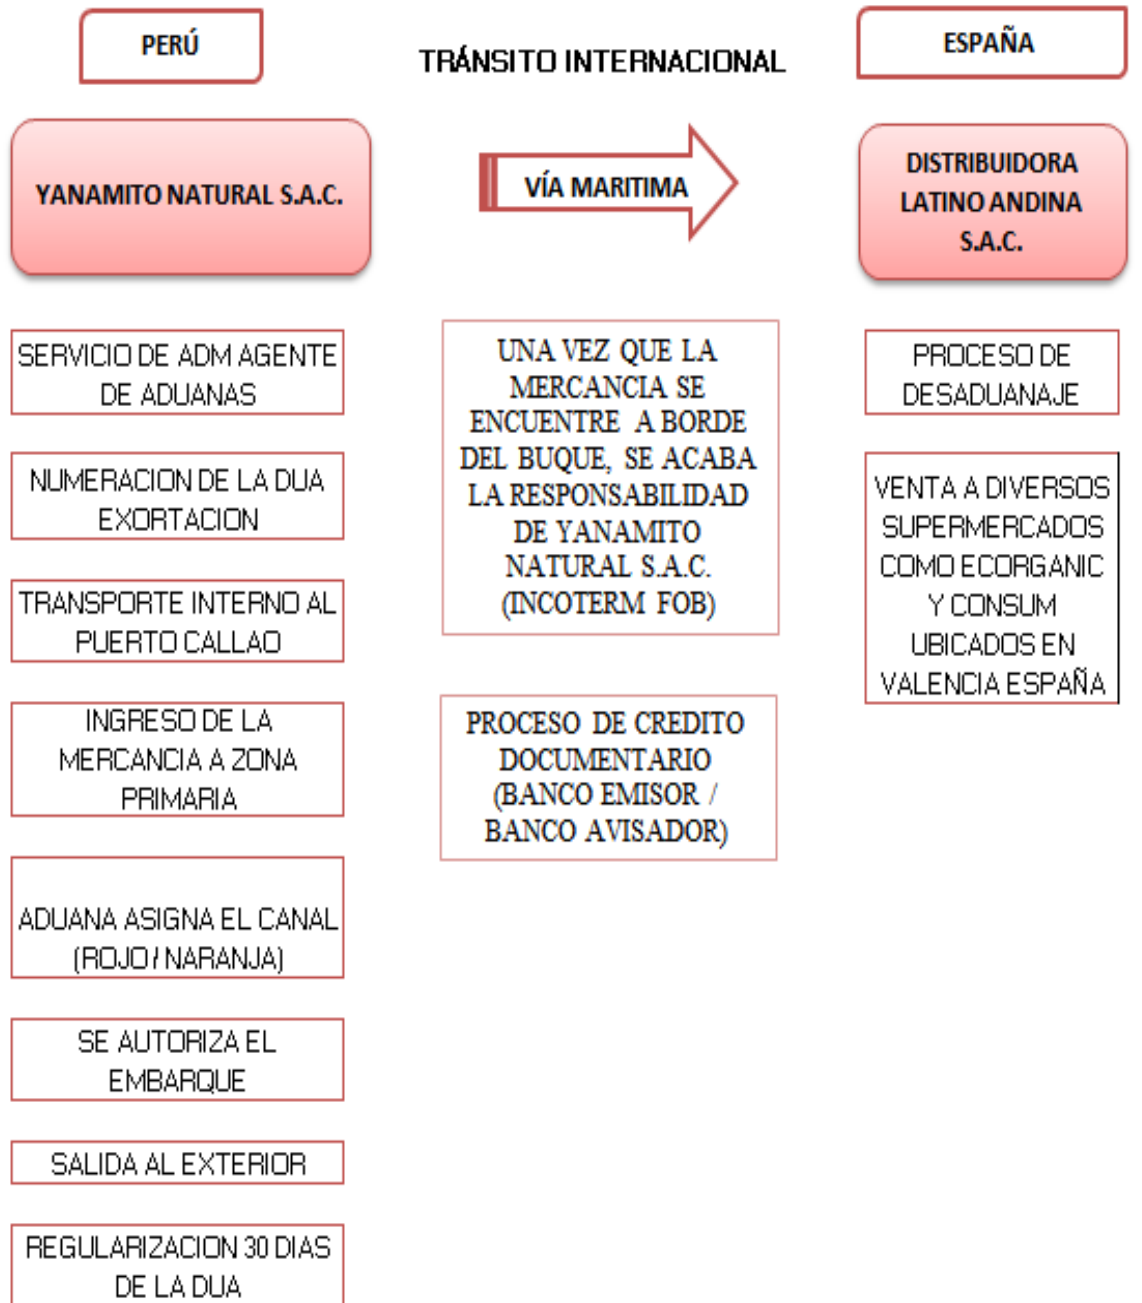 PERÚ
TRÁNSITO INTERNACIONAL
ESPAÑA
YANAMITO NATURAL S.A.C.
VÍA MARITIMA
DISTRIBUIDORA
LATINO ANDINA
S.A.C.
SERVICIO DE ADM AGENTE
DE ADUANAS
NUMERACION DE LA DUA
EXORTACION
TRANSPORTE INTERNO AL
PUERTO CALLAO
INGRESO DE LA
MERCANCIA A ZONA
PRIMARIA
ADUANA ASIGNA EL CANAL
(ROJO / NARANJA)
SE AUTORIZA EL
EMBARQUE
SALIDA AL EXTERIOR
REGULARIZACION 30 DIAS
DE LA DUA
UNA VEZ QUE LA
MERCANCIA SE
ENCUENTRE A BORDE
DEL BUQUE, SE ACABA
LA RESPONSABILIDAD
DE YANAMITO
NATURAL S.A.C.
(INCOTERM FOB)
PROCESO DE CREDITO
DOCUMENTARIO
(BANCO EMISOR /
BANCO AVISADOR)
PROCESO DE
DESADUANAJE
VENTA A DIVERSOS
SUPERMERCADOS
COMO ECORGANIC
Y CONSUM
UBICADOS EN
VALENCIA ESPAÑA